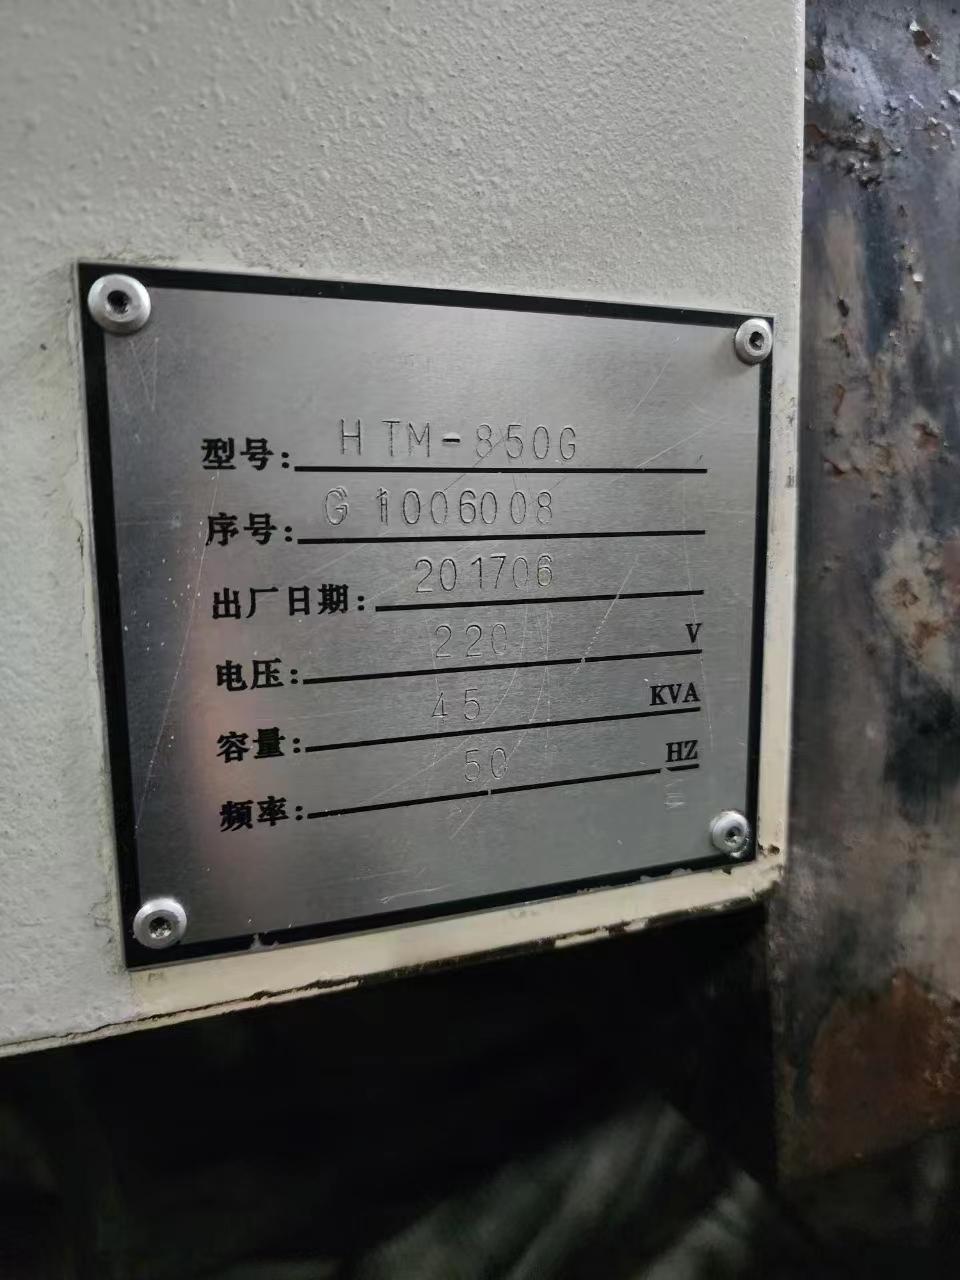 型号: HTM-850G
序号: G1006008
出厂日期: 201706
电压: 220 V
容量: 45 KVA
频率: 50 HZ